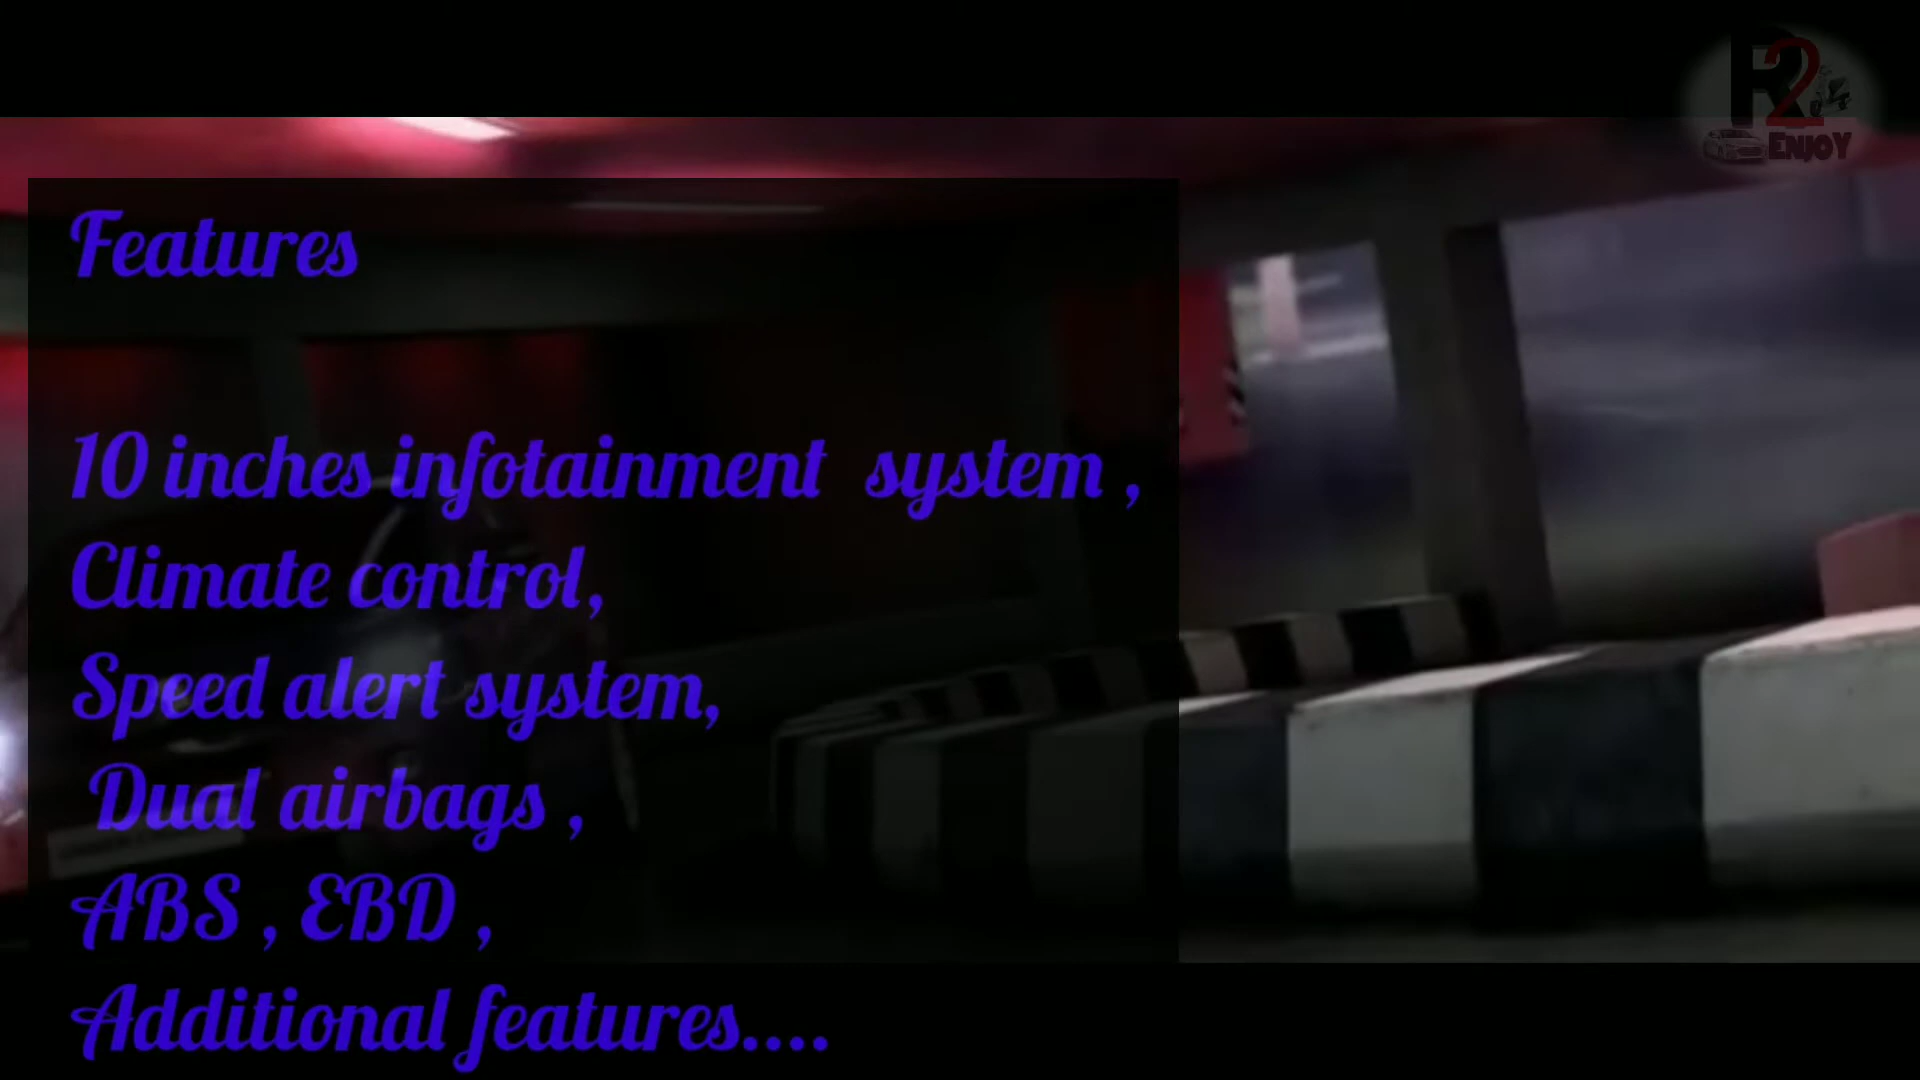 R2
ENJOY
Features
10 inches infotainment system ,
Climate control,
Speed alert system,
Dual airbags ,
ABS , EBD ,
Additional features....